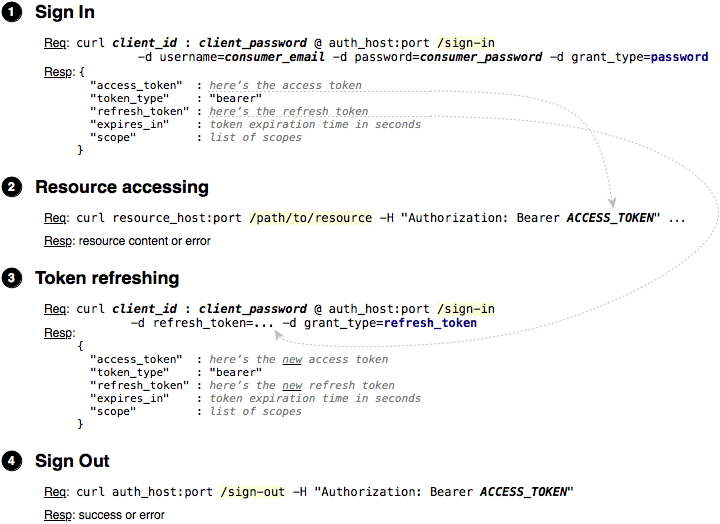 1 Sign In
Req: curl client_id : client_password @ auth_host:port /sign-in
-d username=consumer_email -d password=consumer_password -d grant_type=password
Resp: {
"access_token" : here's the access token
"token_type" : "bearer"
"refresh_token" : here's the refresh token
"expires_in" : token expiration time in seconds
"scope" : list of scopes
}
2 Resource accessing
Req: curl resource_host:port /path/to/resource -H "Authorization: Bearer ACCESS_TOKEN" ...
Resp: resource content or error
3 Token refreshing
Req: curl client_id : client_password @ auth_host:port /sign-in
-d refresh_token=... -d grant_type=refresh_token
Resp:
{
"access_token" : here's the new access token
"token_type" : "bearer"
"refresh_token" : here's the new refresh token
"expires_in" : token expiration time in seconds
"scope" : list of scopes
}
4 Sign Out
Req: curl auth_host:port /sign-out -H "Authorization: Bearer ACCESS_TOKEN"
Resp: success or error